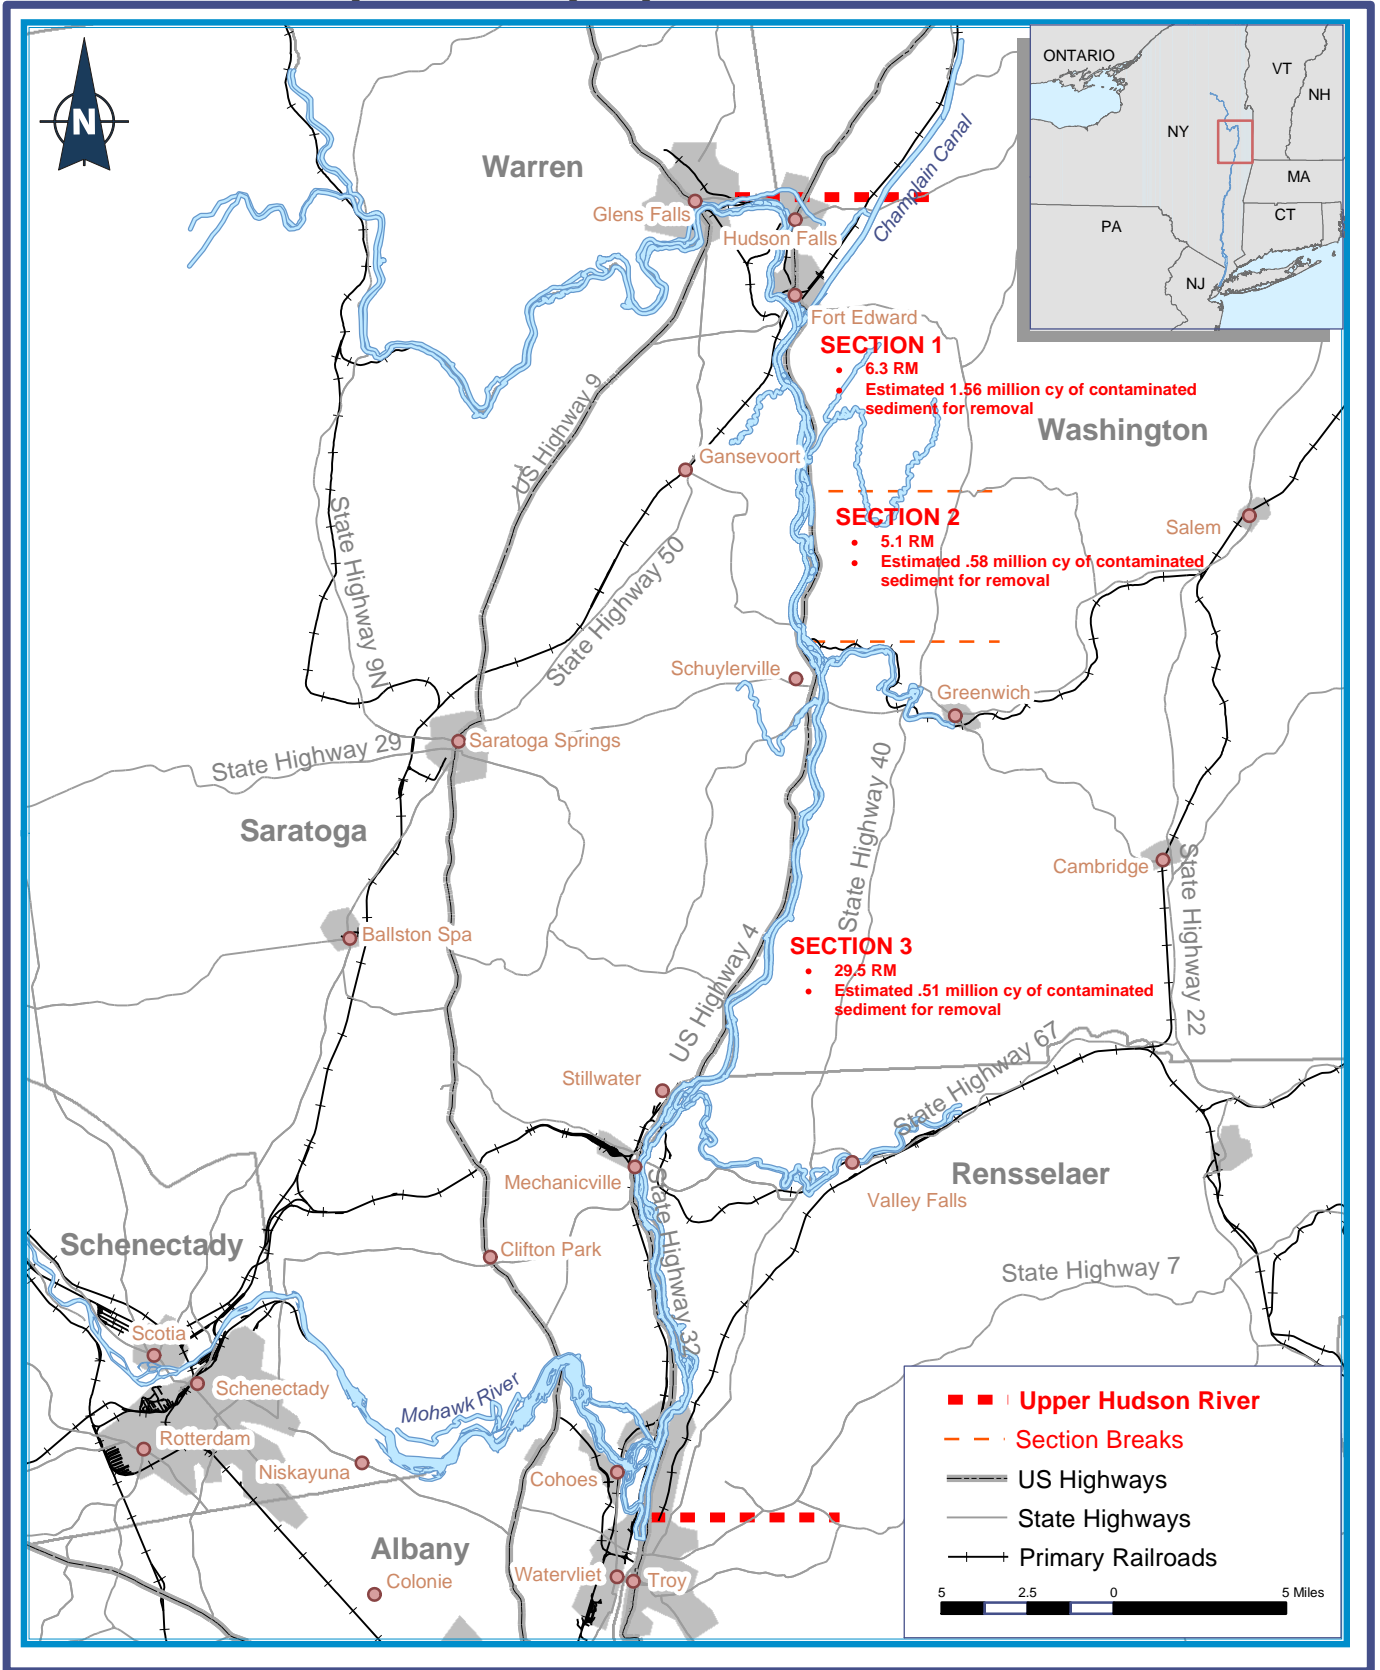 N
ONTARIO
VT
NH
NY
MA
CT
PA
NJ
Warren
Glens Falls
Hudson Falls
Champlain Canal
Fort Edward
SECTION 1
• 6.3 RM
• Estimated 1.56 million cy of contaminated
sediment for removal
Washington
US Highway 9
Gansevoort
State Highway 9N
State Highway 50
SECTION 2
• 5.1 RM
• Estimated .58 million cy of contaminated
sediment for removal
Salem
Schuylerville
Greenwich
State Highway 29
Saratoga Springs
Saratoga
State Highway 40
Cambridge
State Highway 22
Ballston Spa
US Highway 4
SECTION 3
• 29.5 RM
• Estimated .51 million cy of contaminated
sediment for removal
Stillwater
State Highway 67
Mechanicville
State Highway 32
Valley Falls
Rensselaer
Schenectady
Clifton Park
State Highway 7
Scotia
Schenectady
Mohawk River
Rotterdam
Niskayuna
Cohoes
Albany
Colonie
Watervliet
Troy
Upper Hudson River
Section Breaks
US Highways
State Highways
Primary Railroads
5 2.5 0 5 Miles